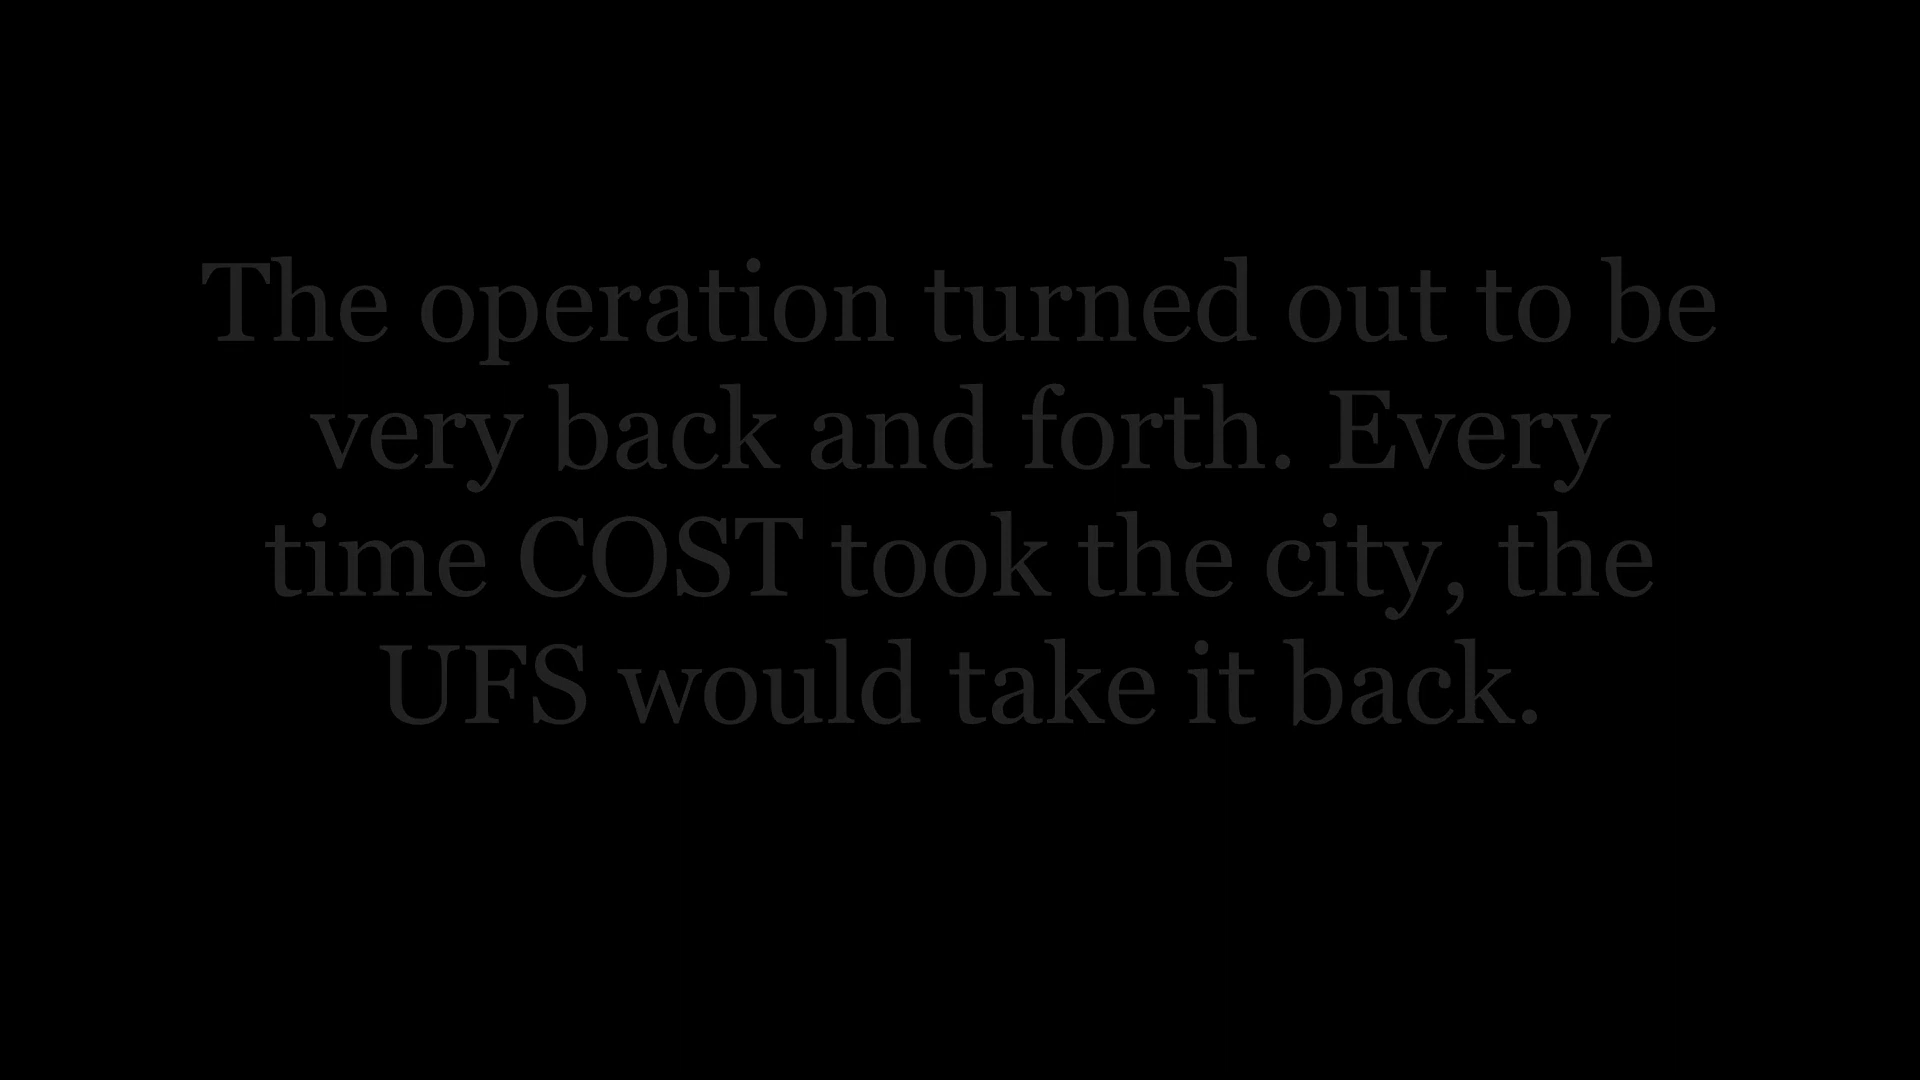 The operation turned out to be
very back and forth. Every
time COST took the city, the
UFS would take it back.